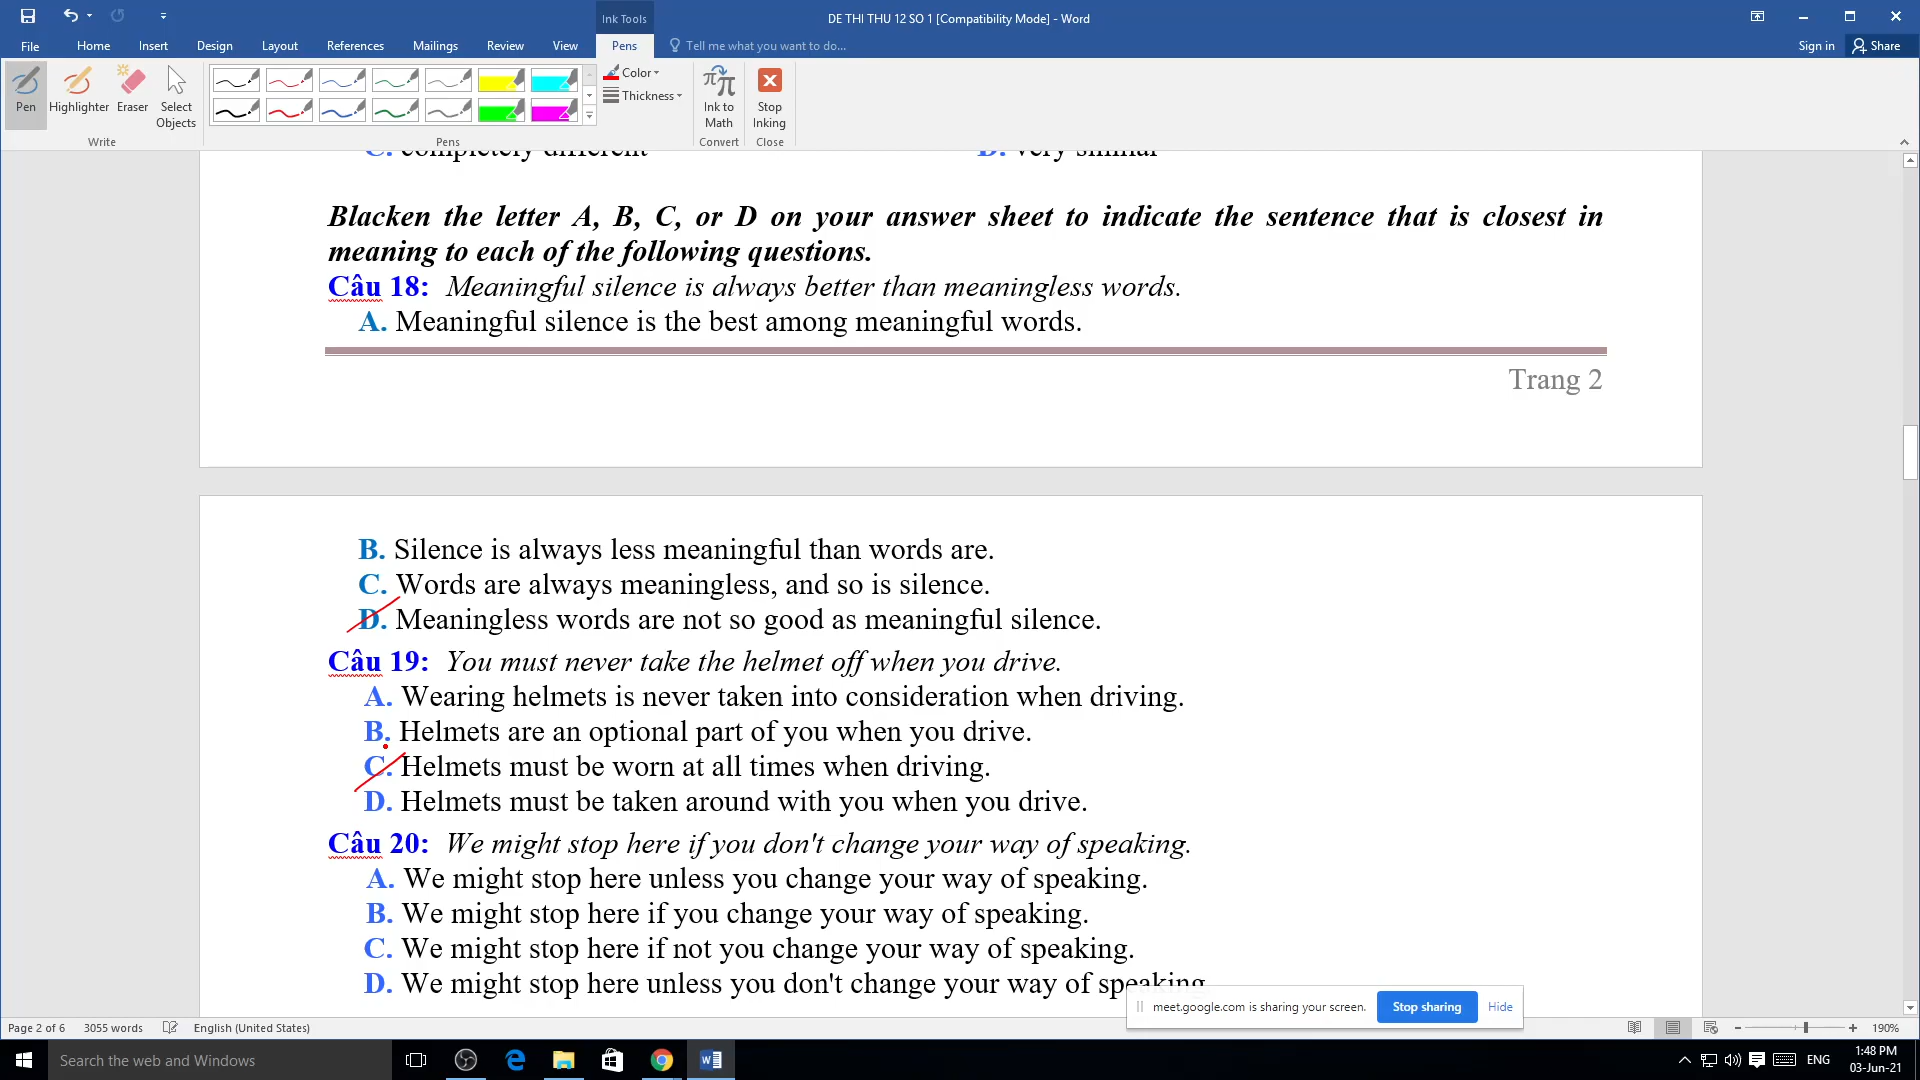 DE THI THU 12 SO 1 [Compatibility Mode] - Word
Ink Tools
File
Home
Insert
Design
Layout
References
Mailings
Review
View
Pens
Tell me what you want to do...
Sign in
Share
Pen
Highlighter
Eraser
Select Objects
Color
Thickness
Ink to Math
Stop Inking
Write
Pens
Convert
Close
C. completely different
D. very similar
Blacken the letter A, B, C, or D on your answer sheet to indicate the sentence that is closest in
meaning to each of the following questions.
Câu 18: Meaningful silence is always better than meaningless words.
A. Meaningful silence is the best among meaningful words.
Trang 2
B. Silence is always less meaningful than words are.
C. Words are always meaningless, and so is silence.
D. Meaningless words are not so good as meaningful silence.
Câu 19: You must never take the helmet off when you drive.
A. Wearing helmets is never taken into consideration when driving.
B. Helmets are an optional part of you when you drive.
C. Helmets must be worn at all times when driving.
D. Helmets must be taken around with you when you drive.
Câu 20: We might stop here if you don't change your way of speaking.
A. We might stop here unless you change your way of speaking.
B. We might stop here if you change your way of speaking.
C. We might stop here if not you change your way of speaking.
D. We might stop here unless you don't change your way of speaking.
meet.google.com is sharing your screen.
Stop sharing
Hide
Page 2 of 6
3055 words
English (United States)
190%
Search the web and Windows
ENG
1:48 PM
03-Jun-21